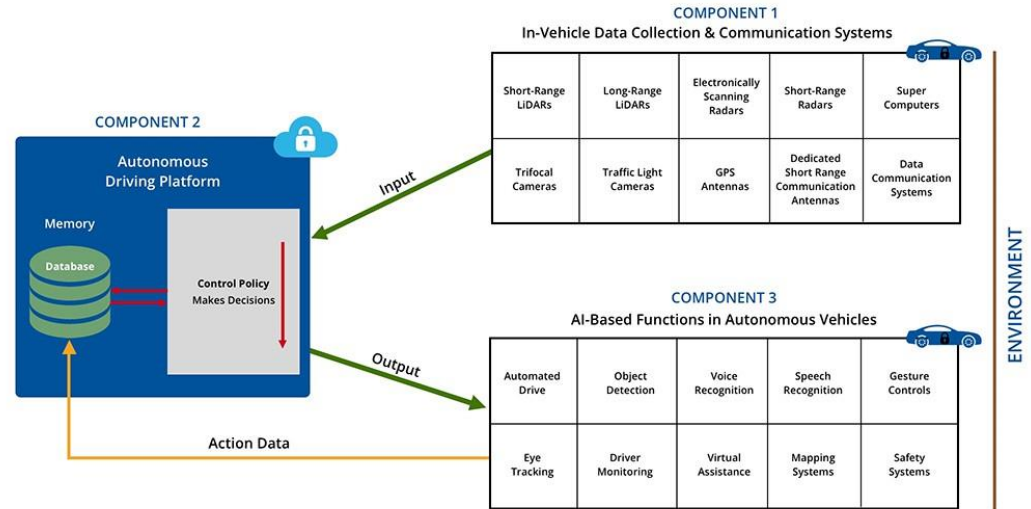 COMPONENT 1
In-Vehicle Data Collection & Communication Systems
Short-Range
LiDARs
Long-Range
LiDARs
Electronically
Scanning
Radars
Short-Range
Radars
Super
Computers
Trifocal
Cameras
Traffic Light
Cameras
GPS
Antennas
Dedicated
Short Range
Communication
Antennas
Data
Communication
Systems
COMPONENT 2
Autonomous
Driving Platform
Memory
Database
Control Policy
Makes Decisions
Input
Output
Action Data
COMPONENT 3
AI-Based Functions in Autonomous Vehicles
Automated
Drive
Object
Detection
Voice
Recognition
Speech
Recognition
Gesture
Controls
Eye
Tracking
Driver
Monitoring
Virtual
Assistance
Mapping
Systems
Safety
Systems
ENVIRONMENT